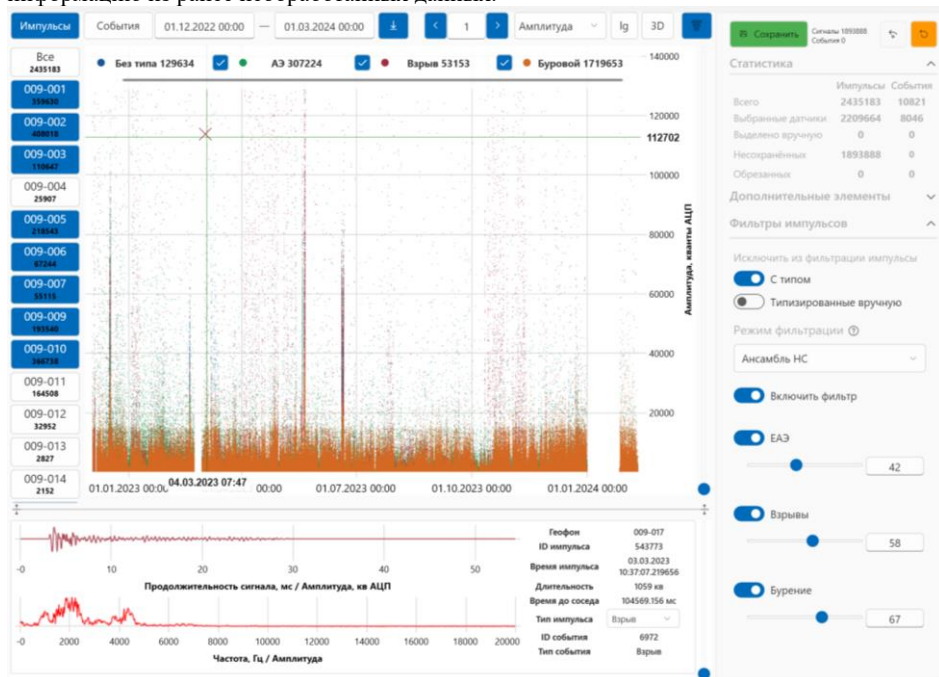 информацию из ранее необработанных данных.
Импульсы События 01.12.2022 00:00 — 01.03.2024 00:00 1 Амплитуда lg 3D
Сохранить Сигналы 1893888
События 0
Все
2435183
009-001
359630
009-002
408018
009-003
110647
009-004
25907
009-005
218543
009-006
67244
009-007
55115
009-009
193540
009-010
366738
009-011
164508
009-012
32952
009-013
2827
009-014
2152
Без типа 129634 АЭ 307224 Взрыв 53153 Буровой 1719653
140000
120000
112702
100000
80000
60000
40000
20000
Амплитуда, кванты АЦП
01.01.2023 00:00 04.03.2023 07:47 00:00 01.07.2023 00:00 01.10.2023 00:00 01.01.2024 00:00
Статистика
Импульсы События
Всего 2435183 10821
Выбранные датчики 2209664 8046
Выделено вручную 0 0
Несохранённых 1893888 0
Обрезанных 0 0
Дополнительные элементы
Фильтры импульсов
Исключить из фильтрации импульсы
С типом
Типизированные вручную
Режим фильтрации
Ансамбль НС
Включить фильтр
ЕАЭ
42
Взрывы
58
Бурение
67
-0 10 20 30 40 50
Продолжительность сигнала, мс / Амплитуда, кв АЦП
-0 2000 4000 6000 8000 10000 12000 14000 16000 18000 20000
Частота, Гц / Амплитуда
Геофон 009-017
ID импульса 543773
Время импульса 03.03.2023
10:37:07.219656
Длительность 1059 кв
Время до соседа 104569.156 мс
Тип импульса Взрыв
ID события 6972
Тип события Взрыв